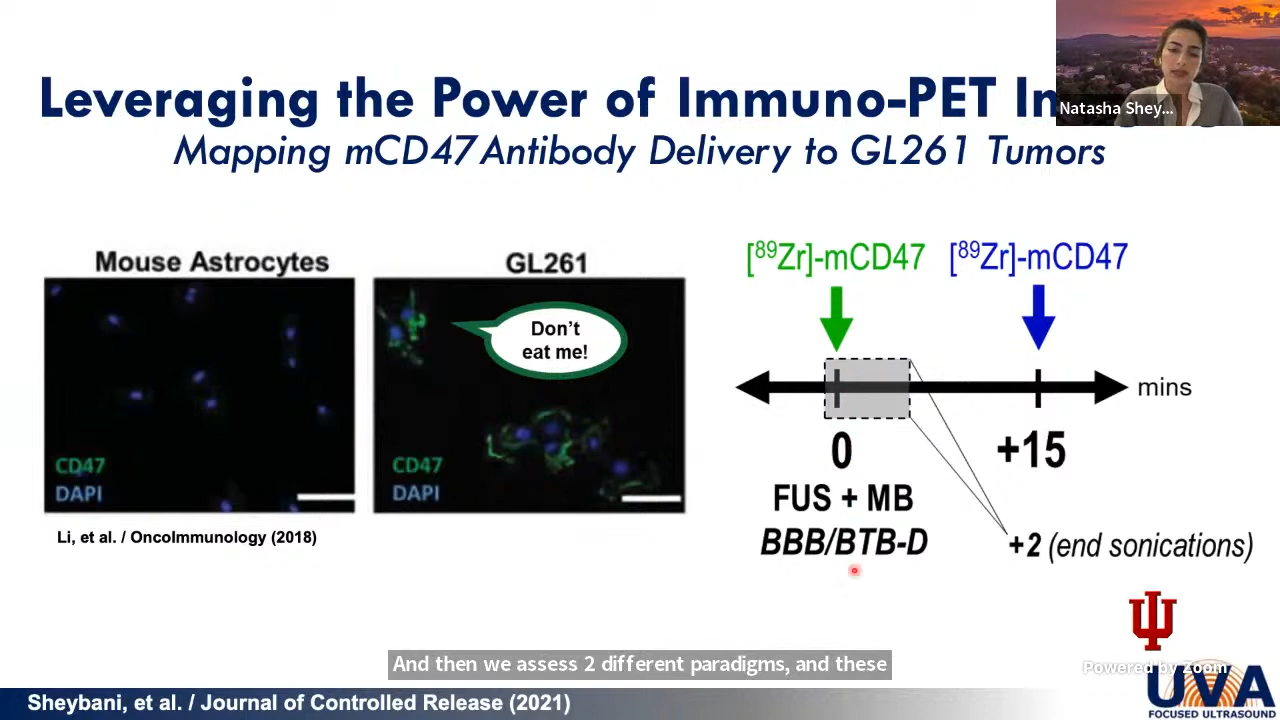 Leveraging the Power of Immuno-PET
Natasha Shey...
Mapping mCD47 Antibody Delivery to GL261 Tumors
Mouse Astrocytes
GL261
Don't
eat me!
CD47
DAPI
CD47
DAPI
Li, et al. / OncoImmunology (2018)
[89Zr]-mCD47
[89Zr]-mCD47
mins
0
+15
FUS + MB
BBB/BTB-D
+2 (end sonications)
And then we assess 2 different paradigms, and these
Powered by Zoom
Sheybani, et al. / Journal of Controlled Release (2021)
UVA
FOCUSED ULTRASOUND